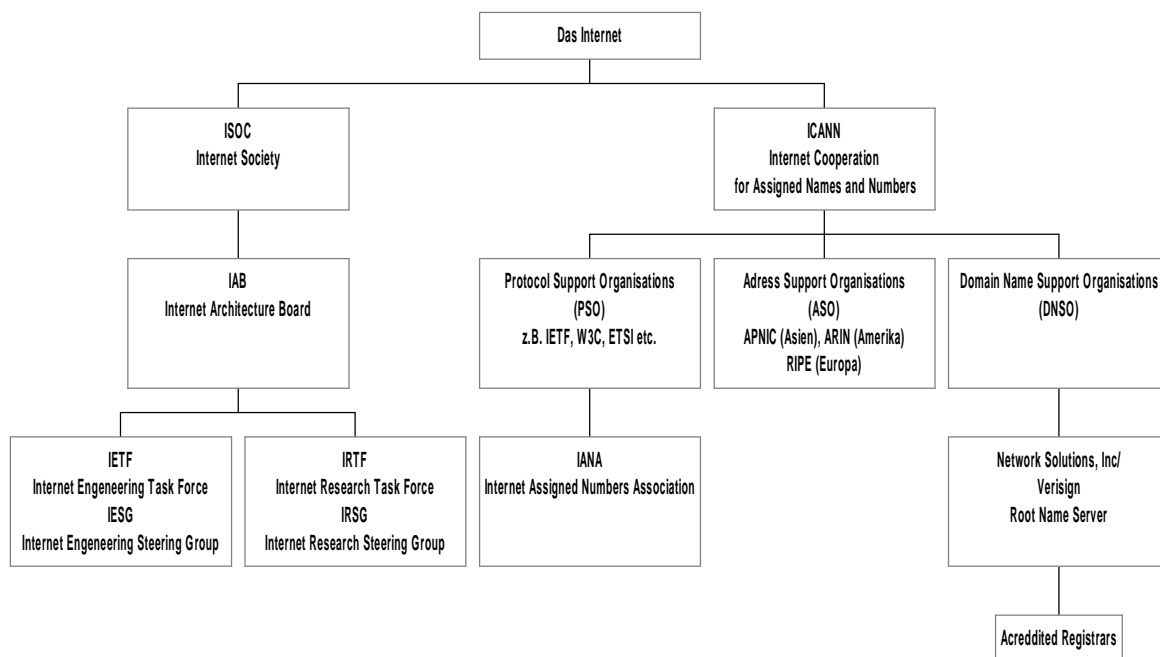 Das Internet
ISOC
Internet Society
ICANN
Internet Cooperation
for Assigned Names and Numbers
IAB
Internet Architecture Board
Protocol Support Organisations
(PSO)
z.B. IETF, W3C, ETSI etc.
Adress Support Organisations
(ASO)
APNIC (Asien), ARIN (Amerika)
RIPE (Europa)
Domain Name Support Organisations
(DNSO)
IETF
Internet Engeneering Task Force
IESG
Internet Engeneering Steering Group
IRTF
Internet Research Task Force
IRSG
Internet Research Steering Group
IANA
Internet Assigned Numbers Association
Network Solutions, Inc/
Verisign
Root Name Server
Acreddited Registrars